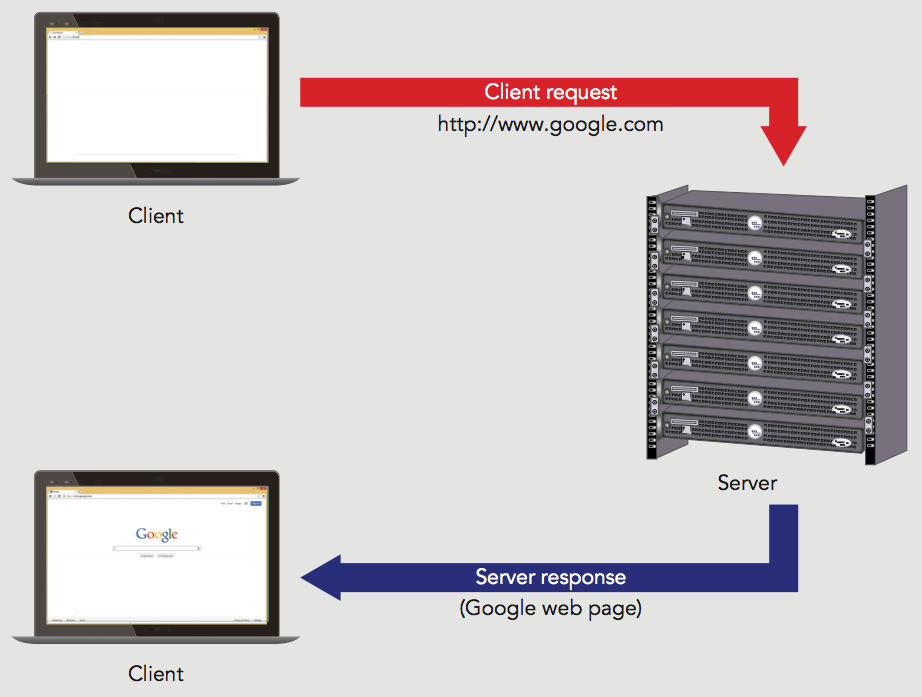 Client request
http://www.google.com
Client
Server
Google
Server response
(Google web page)
Client